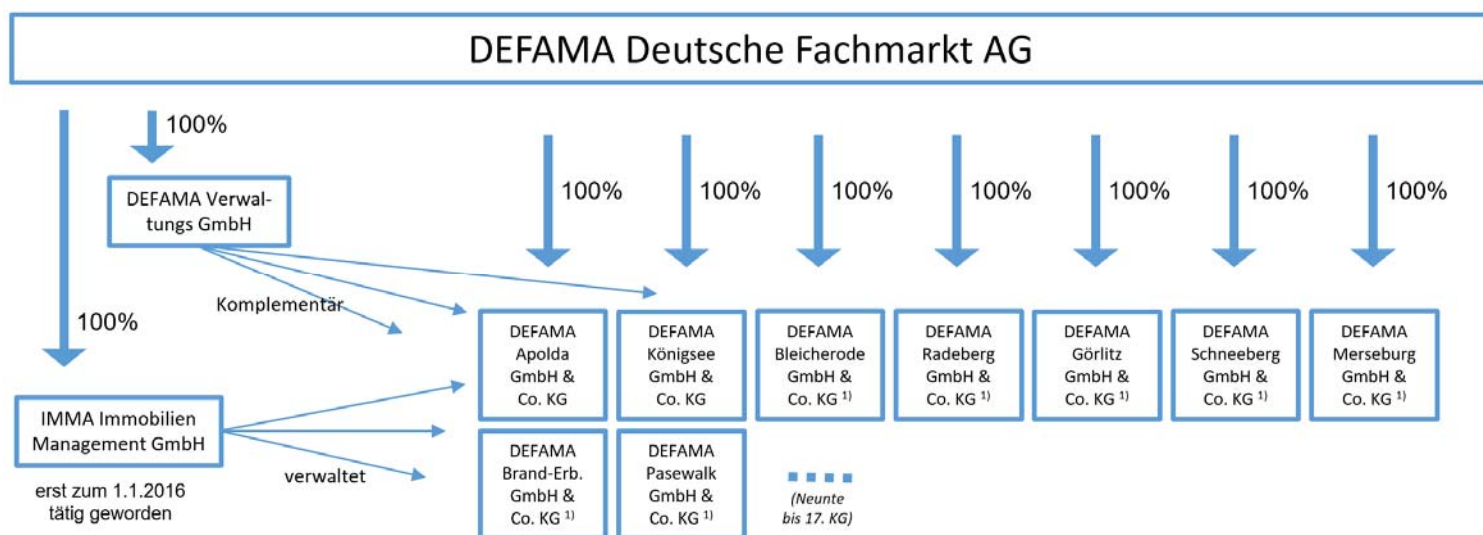 DEFAMA Deutsche Fachmarkt AG
100%
100%
100%
100%
100%
100%
100%
100%
DEFAMA Verwal-
tungs GmbH
Komplementär
100%
DEFAMA
Apolda
GmbH &
Co. KG
DEFAMA
Königsee
GmbH &
Co. KG
DEFAMA
Bleicherode
GmbH &
Co. KG 1)
DEFAMA
Radeberg
GmbH &
Co. KG 1)
DEFAMA
Görlitz
GmbH &
Co. KG 1)
DEFAMA
Schneeberg
GmbH &
Co. KG 1)
DEFAMA
Merseburg
GmbH &
Co. KG 1)
IMMA Immobilien
Management GmbH
verwaltet
erst zum 1.1.2016
tätig geworden
DEFAMA
Brand-Erb.
GmbH &
Co. KG 1)
DEFAMA
Pasewalk
GmbH &
Co. KG 1)
(Neunte
bis 17. KG)